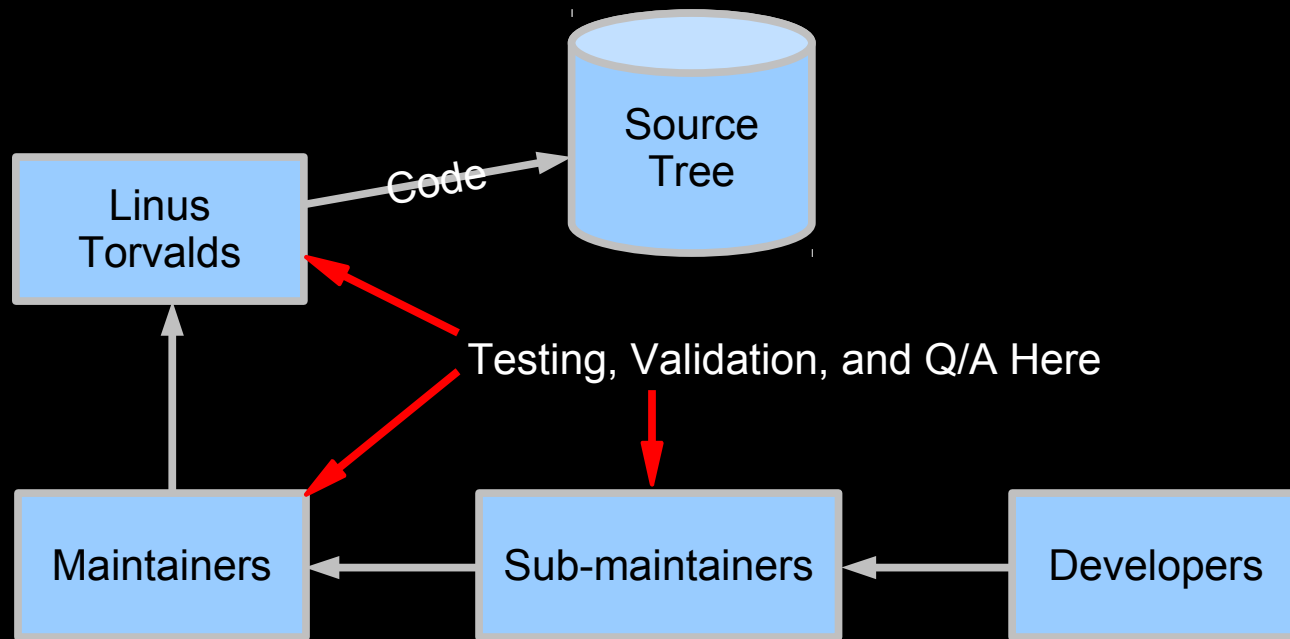 Source
Tree
Code
Linus
Torvalds
Testing, Validation, and Q/A Here
Maintainers
Sub-maintainers
Developers